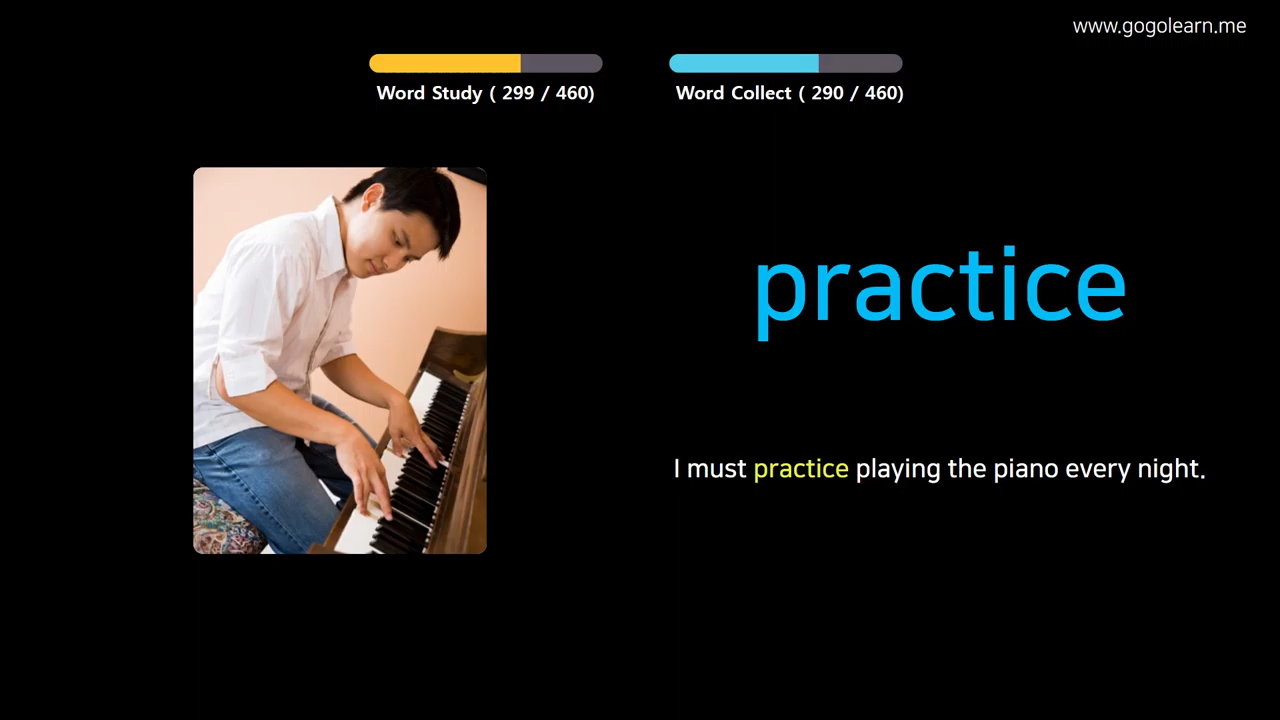 www.gogolearn.me
Word Study ( 299 / 460)
Word Collect ( 290 / 460)
practice
I must practice playing the piano every night.